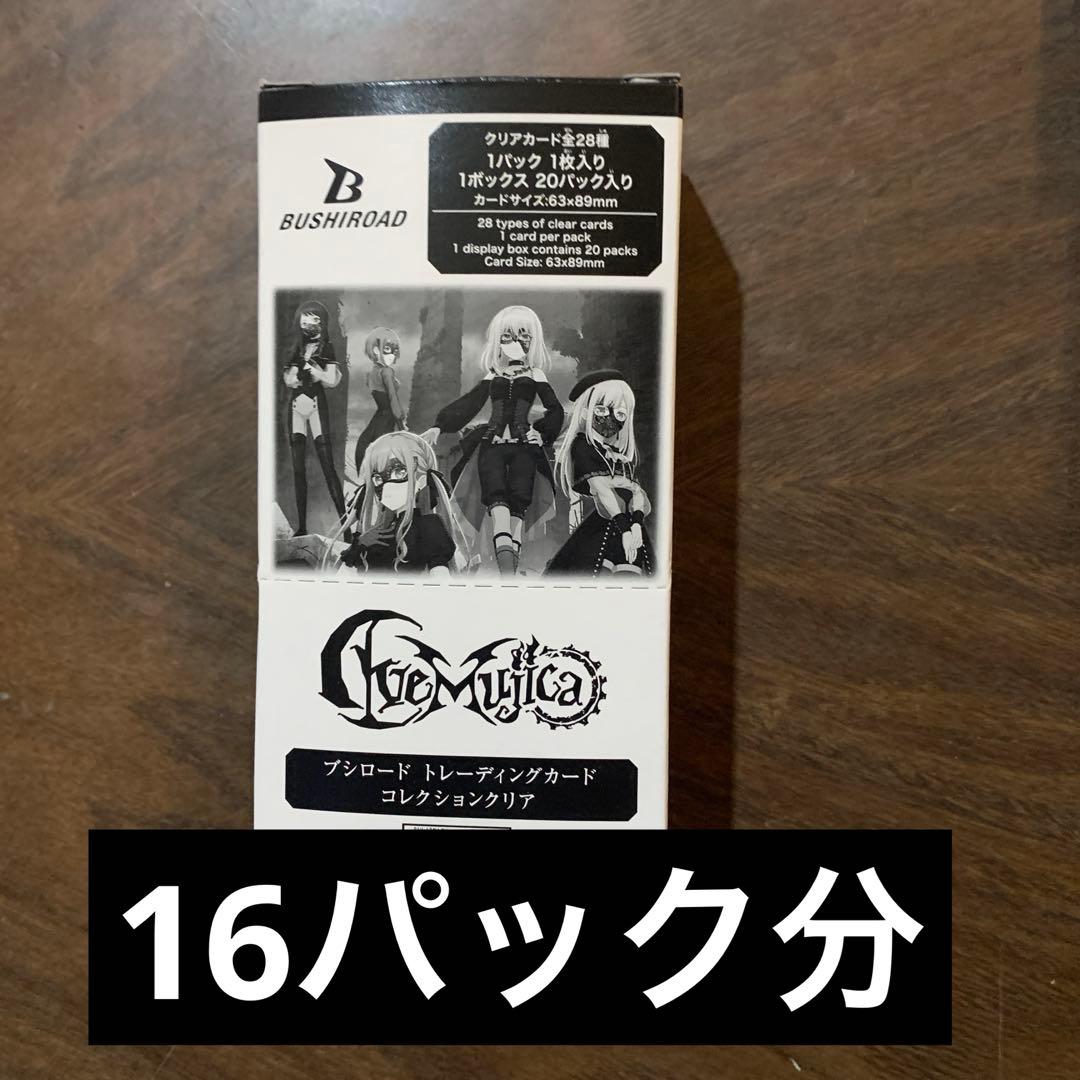 BUSHIROAD
クリアカード全28種
1パック 1枚入り
1ボックス 20パック入り
カードサイズ:63×89mm
28 types of clear cards
1 card per pack
1 display box contains 20 packs
Card Size: 63x89mm
Ave Mujica
ブシロード トレーディングカード
コレクションクリア
16パック分